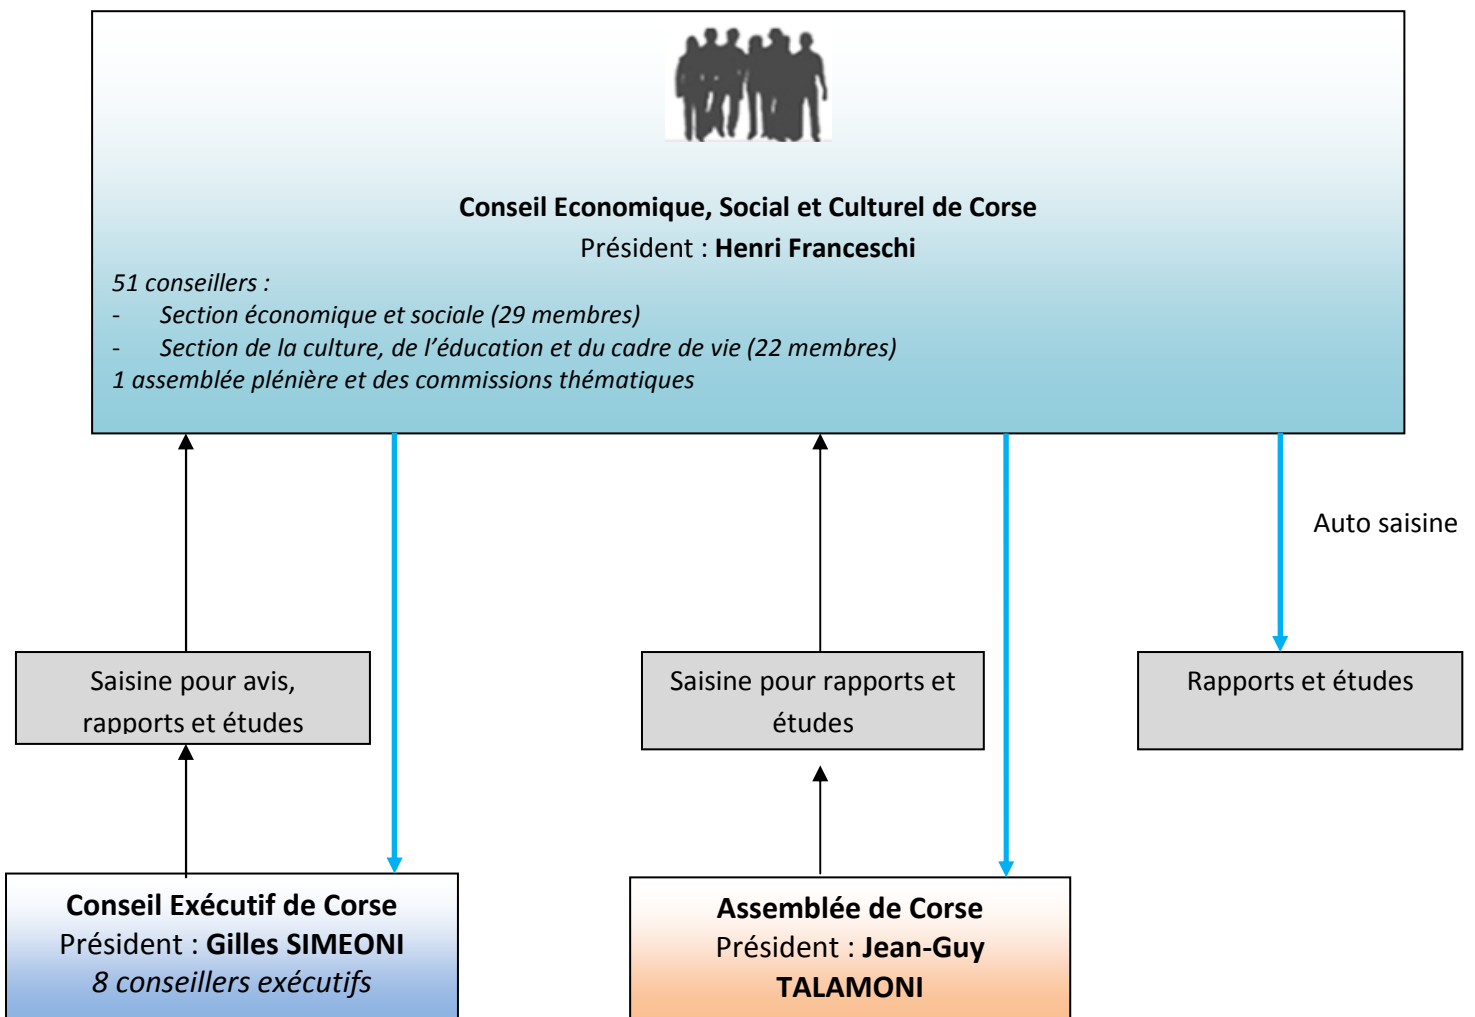 Conseil Economique, Social et Culturel de Corse
Président : Henri Franceschi
51 conseillers :
- Section économique et sociale (29 membres)
- Section de la culture, de l’éducation et du cadre de vie (22 membres)
1 assemblée plénière et des commissions thématiques
Auto saisine
Saisine pour avis,
rapports et études
Saisine pour rapports et
études
Rapports et études
Conseil Exécutif de Corse
Président : Gilles SIMEONI
8 conseillers exécutifs
Assemblée de Corse
Président : Jean-Guy
TALAMONI